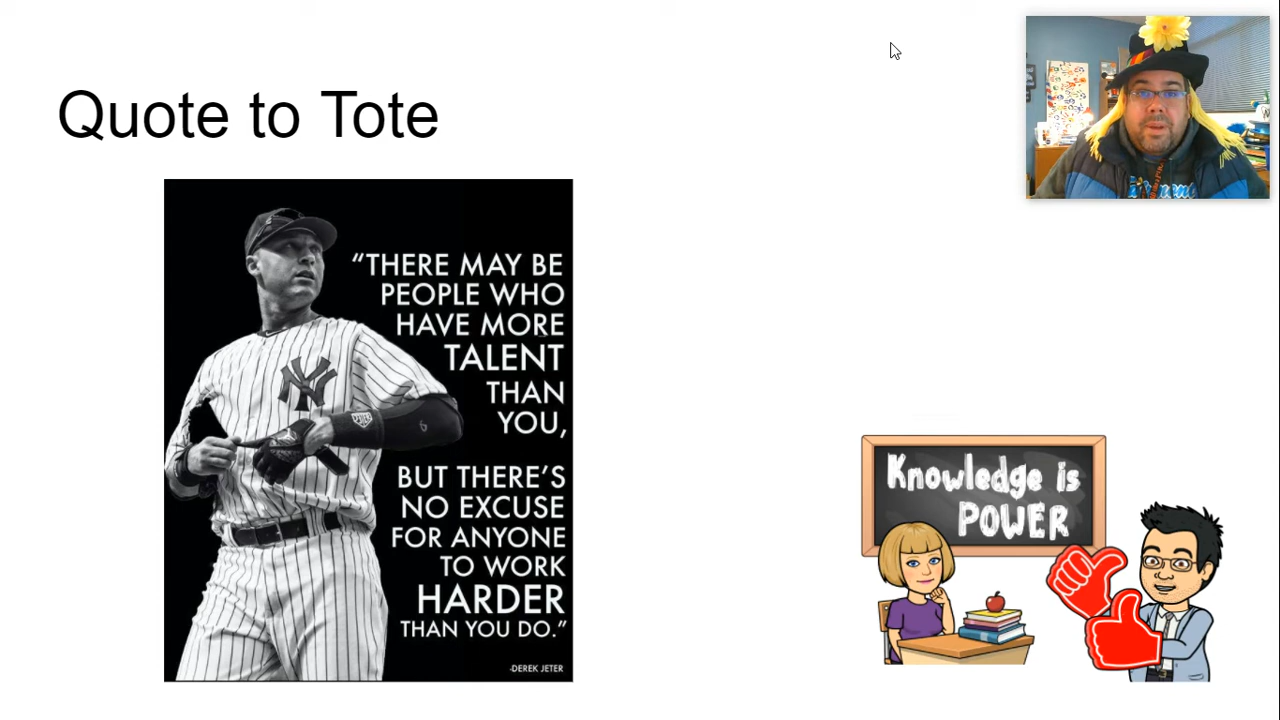 Quote to Tote
“THERE MAY BE
PEOPLE WHO
HAVE MORE
TALENT
THAN
YOU,
BUT THERE’S
NO EXCUSE
FOR ANYONE
TO WORK
HARDER
THAN YOU DO.”
-DEREK JETER
NY
Knowledge is
POWER